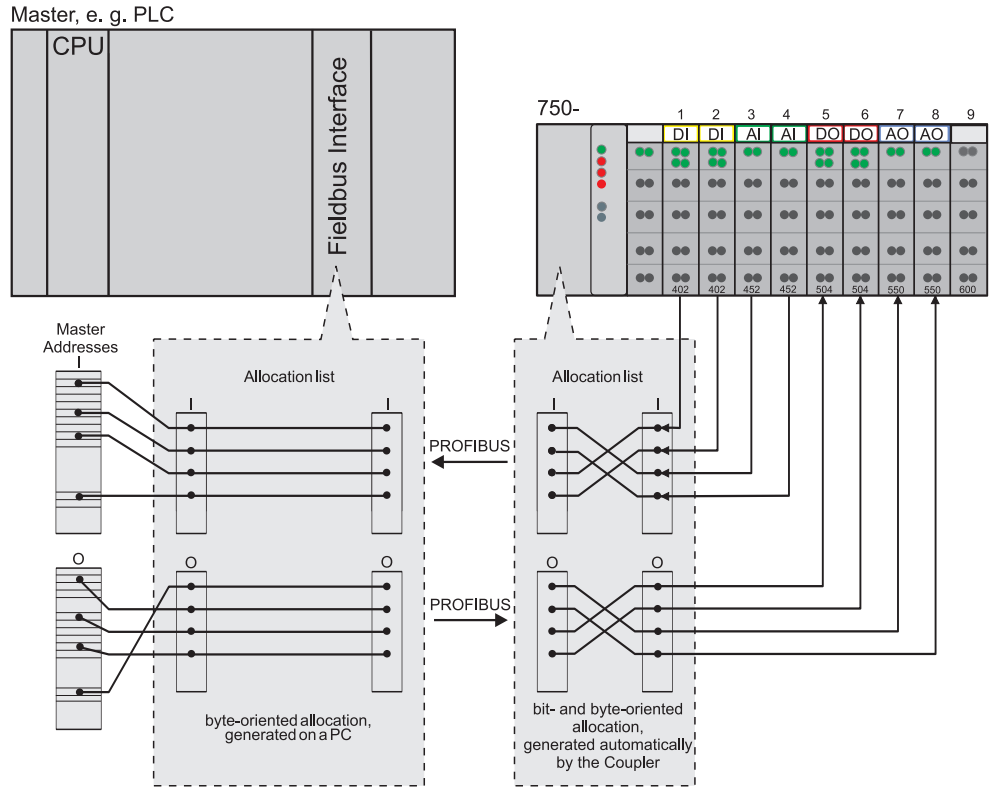 Master, e. g. PLC
CPU
Fieldbus Interface
750-
1 2 3 4 5 6 7 8 9
DI DI AI AI DO DO AO AO
402 402 452 452 504 504 550 550 600
Master
Addresses
I
Allocation list
I I
PROFIBUS
Allocation list
I I
O
O O
PROFIBUS
O O
byte-oriented allocation,
generated on a PC
bit- and byte-oriented
allocation,
generated automatically
by the Coupler